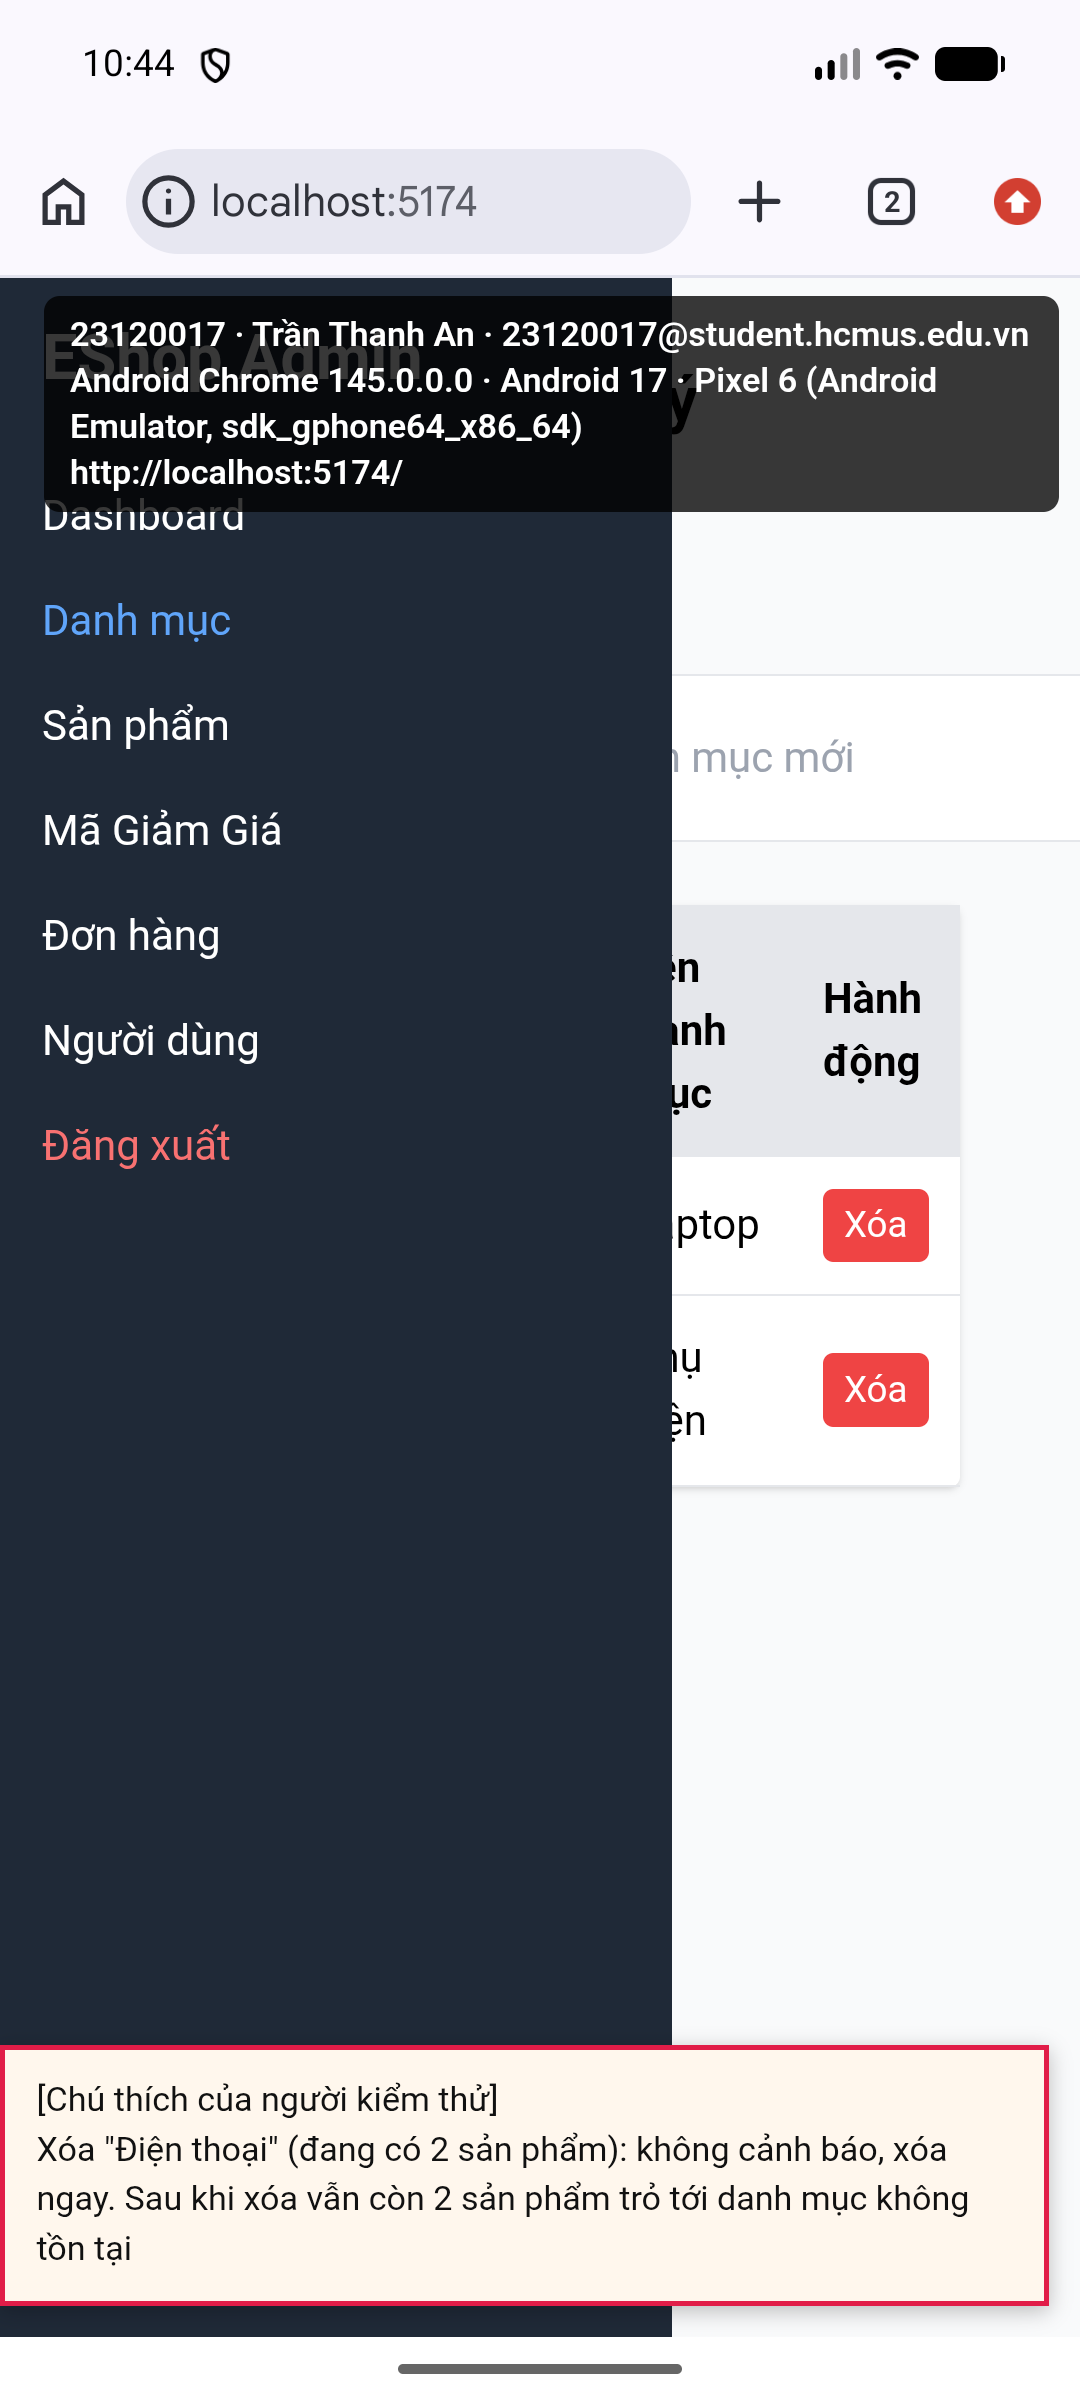 10:44
localhost:5174
2
23120017 · Trần Thanh An · 23120017@student.hcmus.edu.vn
Android Chrome 145.0.0.0 · Android 17 · Pixel 6 (Android
Emulator, sdk_gphone64_x86_64)
http://localhost:5174/
EShop Admin
ý
Dashboard
Danh mục
Sản phẩm
Mã Giảm Giá
Đơn hàng
Người dùng
Đăng xuất
mục mới
Hành
động
Xóa
Xóa
[Chú thích của người kiểm thử]
Xóa "Điện thoại" (đang có 2 sản phẩm): không cảnh báo, xóa
ngay. Sau khi xóa vẫn còn 2 sản phẩm trỏ tới danh mục không
tồn tại